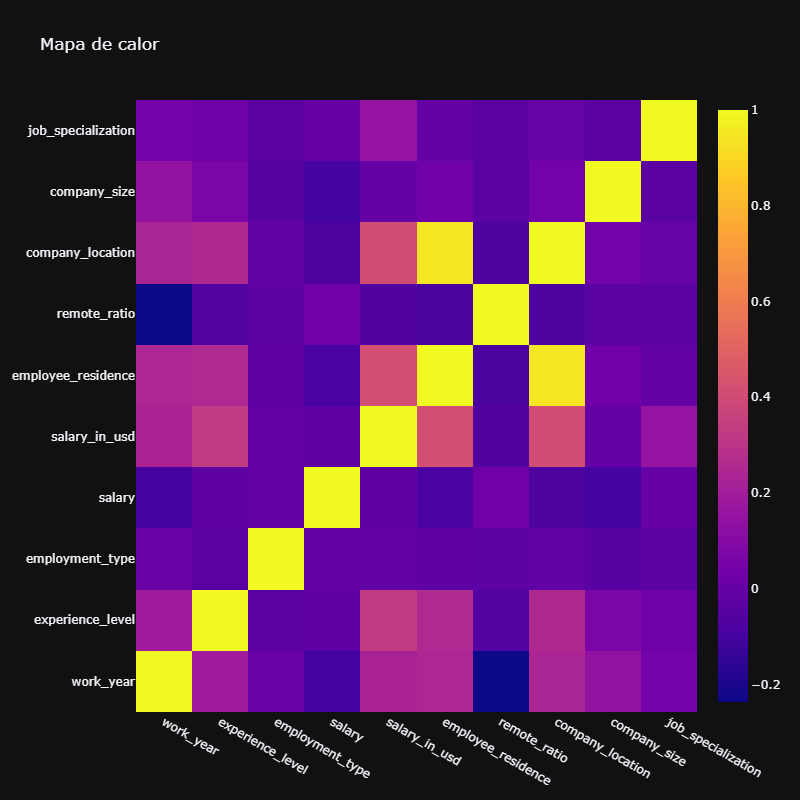 Mapa de calor
job_specialization
company_size
company_location
remote_ratio
employee_residence
salary_in_usd
salary
employment_type
experience_level
work_year
work_year
experience_level
employment_type
salary
salary_in_usd
employee_residence
remote_ratio
company_location
company_size
job_specialization
1
0.8
0.6
0.4
0.2
0
−0.2